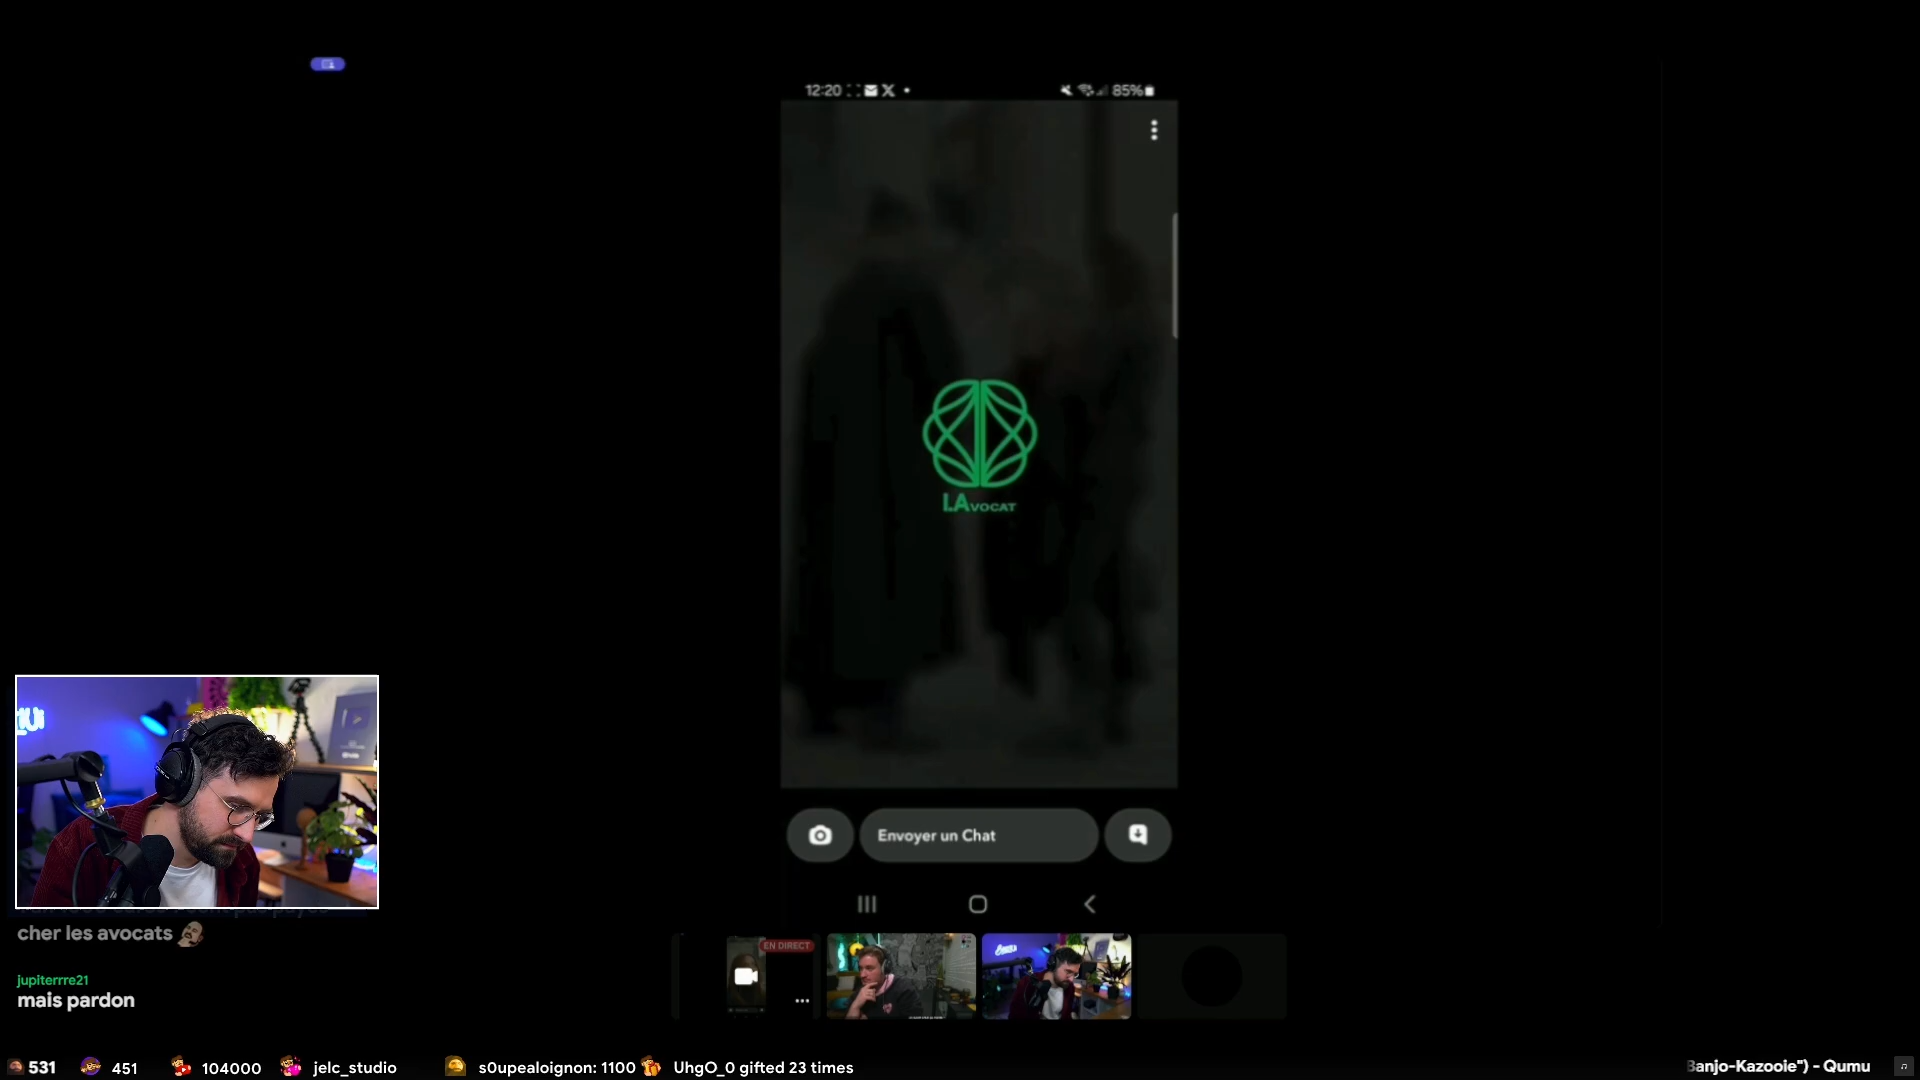 12:20
85%
I.AVOCAT
Envoyer un Chat
EN DIRECT
cher les avocats
jupiterrre21
mais pardon
531
451
104000
jelc_studio
s0upealoignon: 1100
UhgO_0 gifted 23 times
Banjo-Kazooie") - Qumu